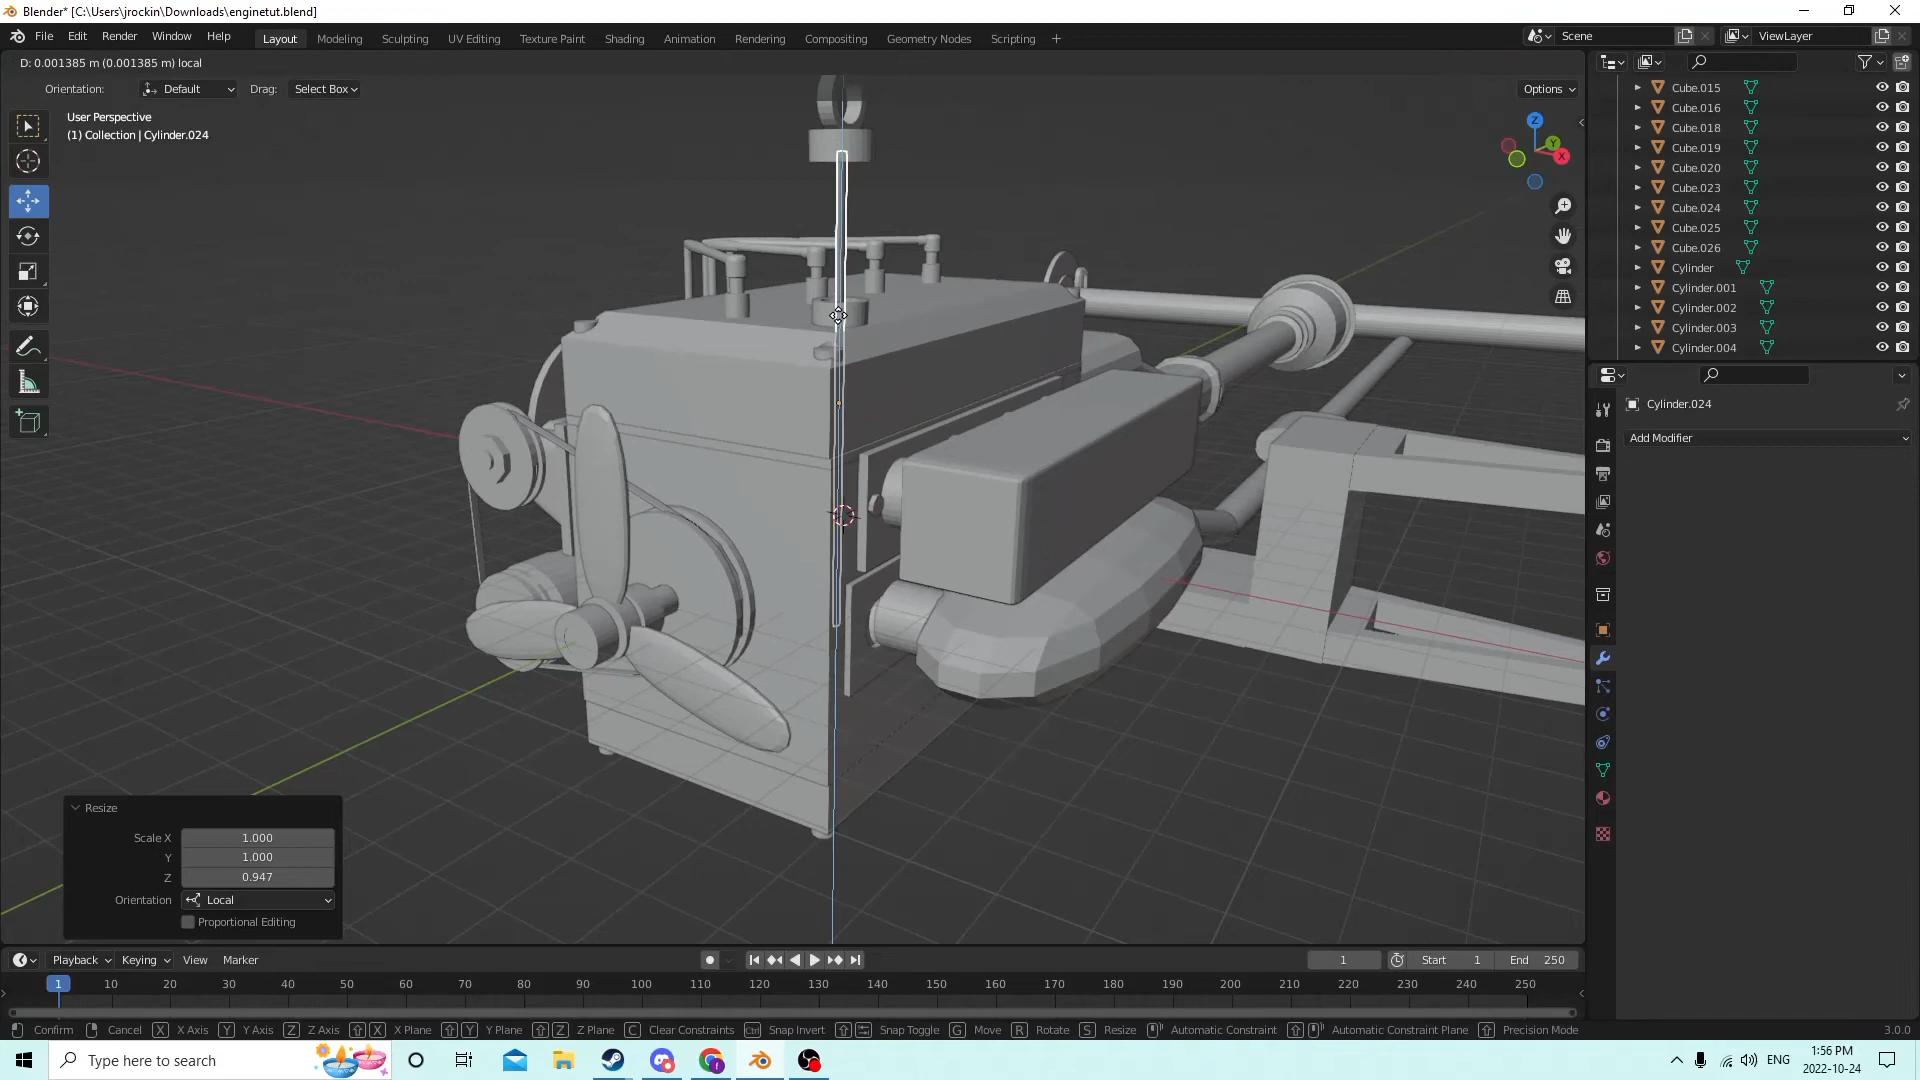 Blender* [C:\Users\jrockin\Downloads\enginetut.blend]
File Edit Render Window Help Layout Modeling Sculpting UV Editing Texture Paint Shading Animation Rendering Compositing Geometry Nodes Scripting Scene ViewLayer
D: 0.001385 m (0.001385 m) local
Orientation: Default Drag: Select Box Options
User Perspective
(1) Collection | Cylinder.024
Z
Y
X
Cube.015
Cube.016
Cube.018
Cube.019
Cube.020
Cube.023
Cube.024
Cube.025
Cube.026
Cylinder
Cylinder.001
Cylinder.002
Cylinder.003
Cylinder.004
Cylinder.024
Add Modifier
Resize
Scale X 1.000
Y 1.000
Z 0.947
Orientation Local
Proportional Editing
Playback Keying View Marker 1 Start 1 End 250
1 10 20 30 40 50 60 70 80 90 100 110 120 130 140 150 160 170 180 190 200 210 220 230 240 250
Confirm Cancel X X Axis Y Y Axis Z Z Axis X X Plane Y Y Plane Z Z Plane C Clear Constraints Ctrl Snap Invert Snap Toggle G Move R Rotate S Resize Automatic Constraint Automatic Constraint Plane Precision Mode 3.0.0
Type here to search ENG 1:56 PM
2022-10-24